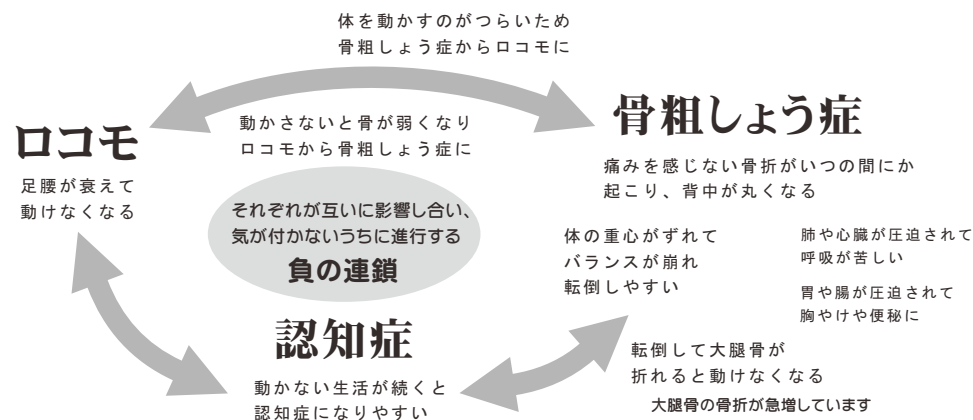 体を動かすのがつらいため
骨粗しょう症からロコモに
ロコモ
足腰が衰えて
動けなくなる
動かさないと骨が弱くなり
ロコモから骨粗しょう症に
骨粗しょう症
痛みを感じない骨折がいつの間にか
起こり、背中が丸くなる
それぞれが互いに影響し合い、
気が付かないうちに進行する
負の連鎖
体の重心がずれて
バランスが崩れ
転倒しやすい
肺や心臓が圧迫されて
呼吸が苦しい
胃や腸が圧迫されて
胸やけや便秘に
認知症
動かない生活が続くと
認知症になりやすい
転倒して大腿骨が
折れると動けなくなる
大腿骨の骨折が急増しています